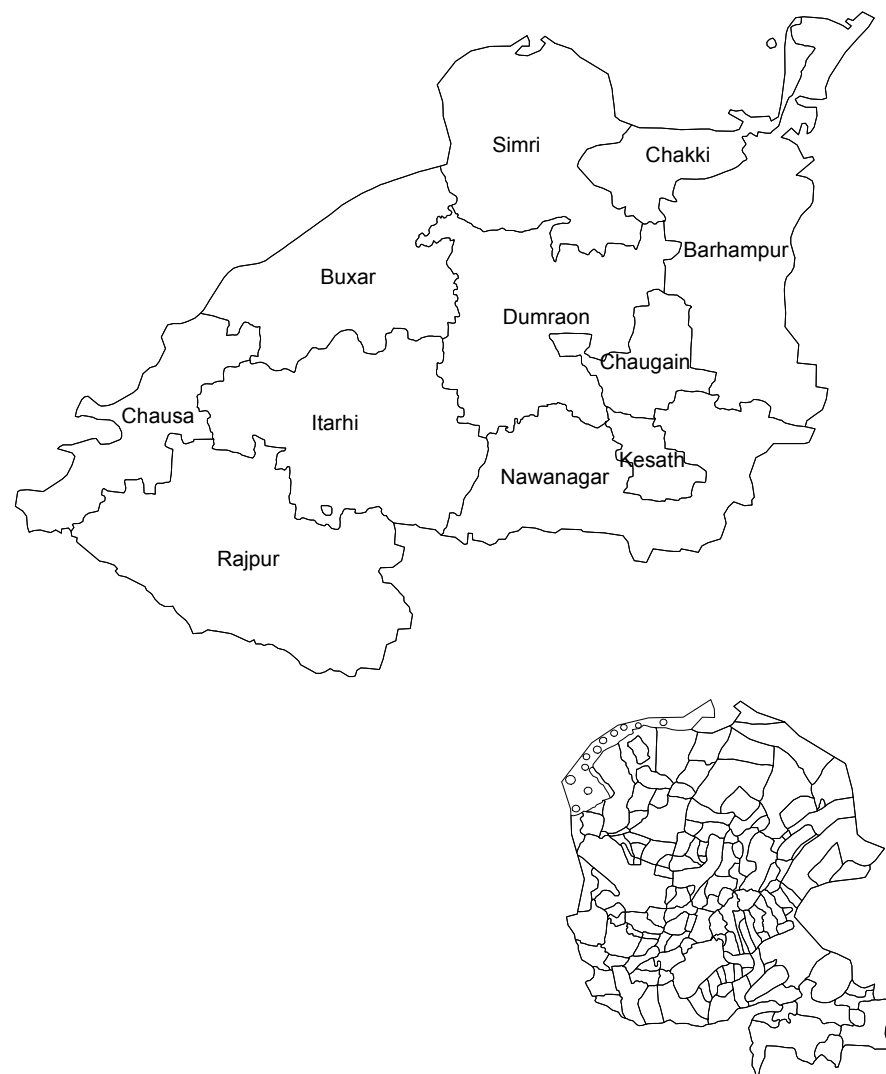 Simri
Chakki
Barhampur
Buxar
Dumraon
Chaugain
Chausa
Itarhi
Kesath
Nawanagar
Rajpur